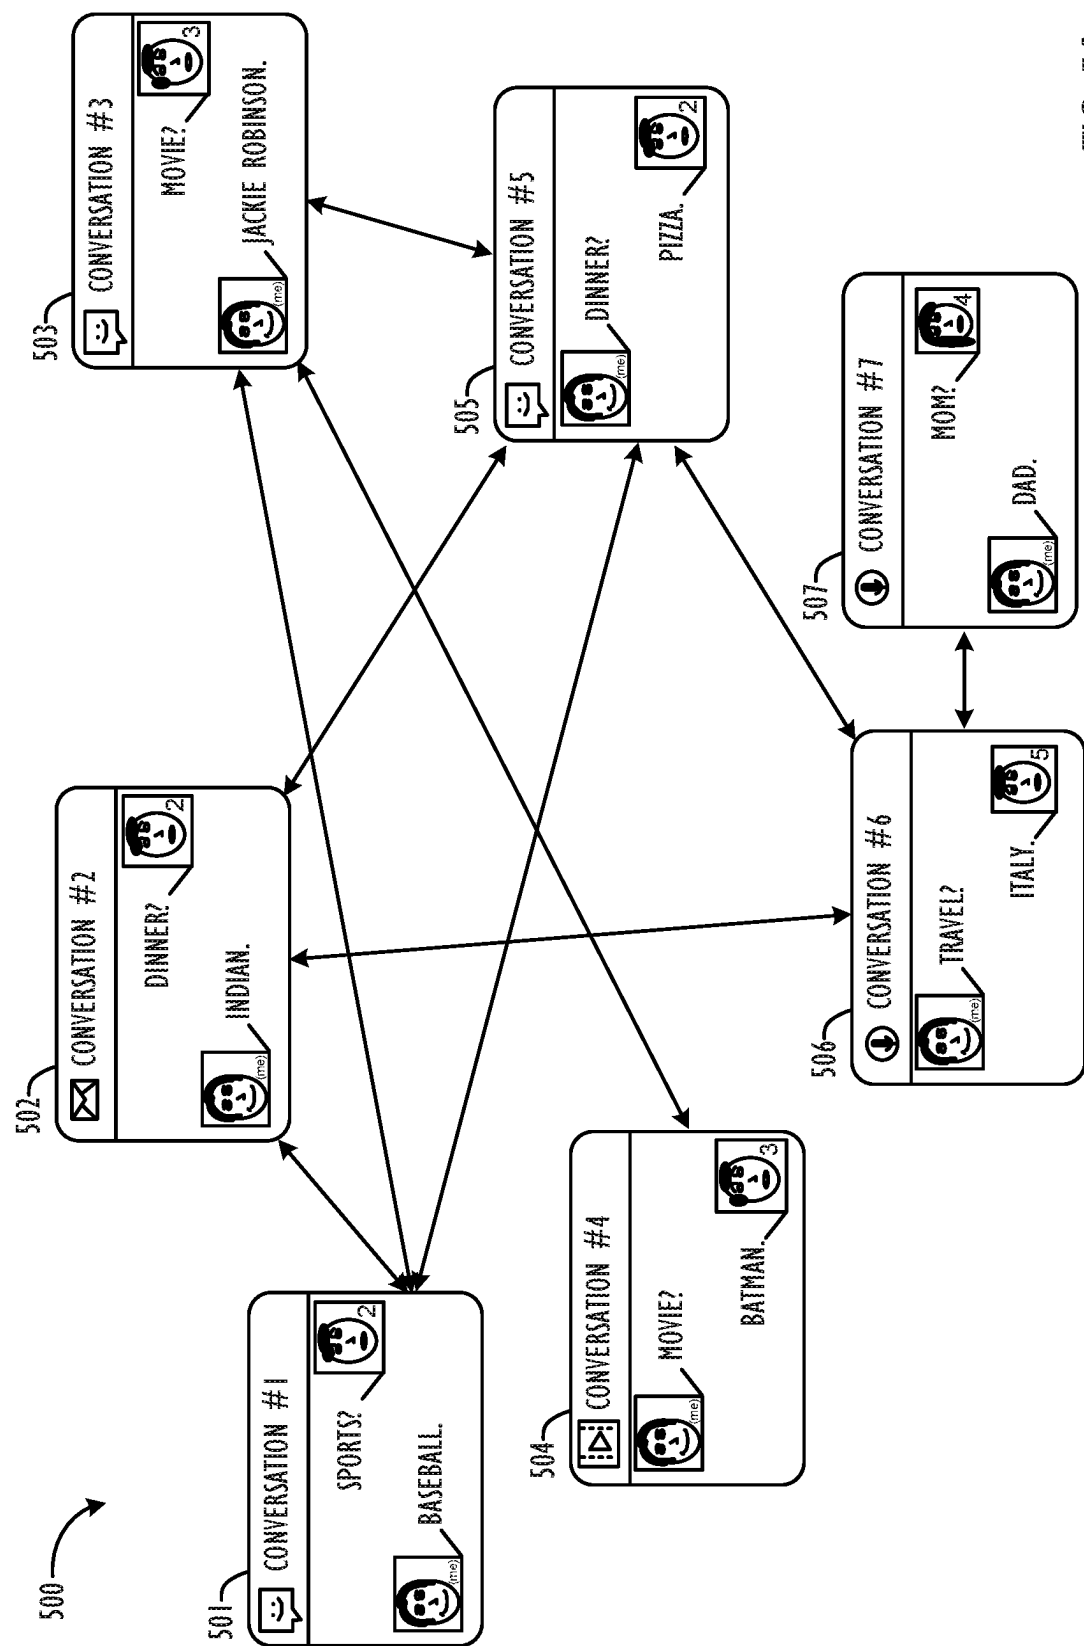 500
501
CONVERSATION #1
SPORTS?
2
BASEBALL.
(me)
502
CONVERSATION #2
DINNER?
2
INDIAN.
(me)
503
CONVERSATION #3
MOVIE?
3
JACKIE ROBINSON.
(me)
504
CONVERSATION #4
MOVIE?
(me)
BATMAN.
3
505
CONVERSATION #5
DINNER?
(me)
PIZZA.
2
506
CONVERSATION #6
TRAVEL?
(me)
ITALY.
5
507
CONVERSATION #7
MOM?
4
DAD.
(me)